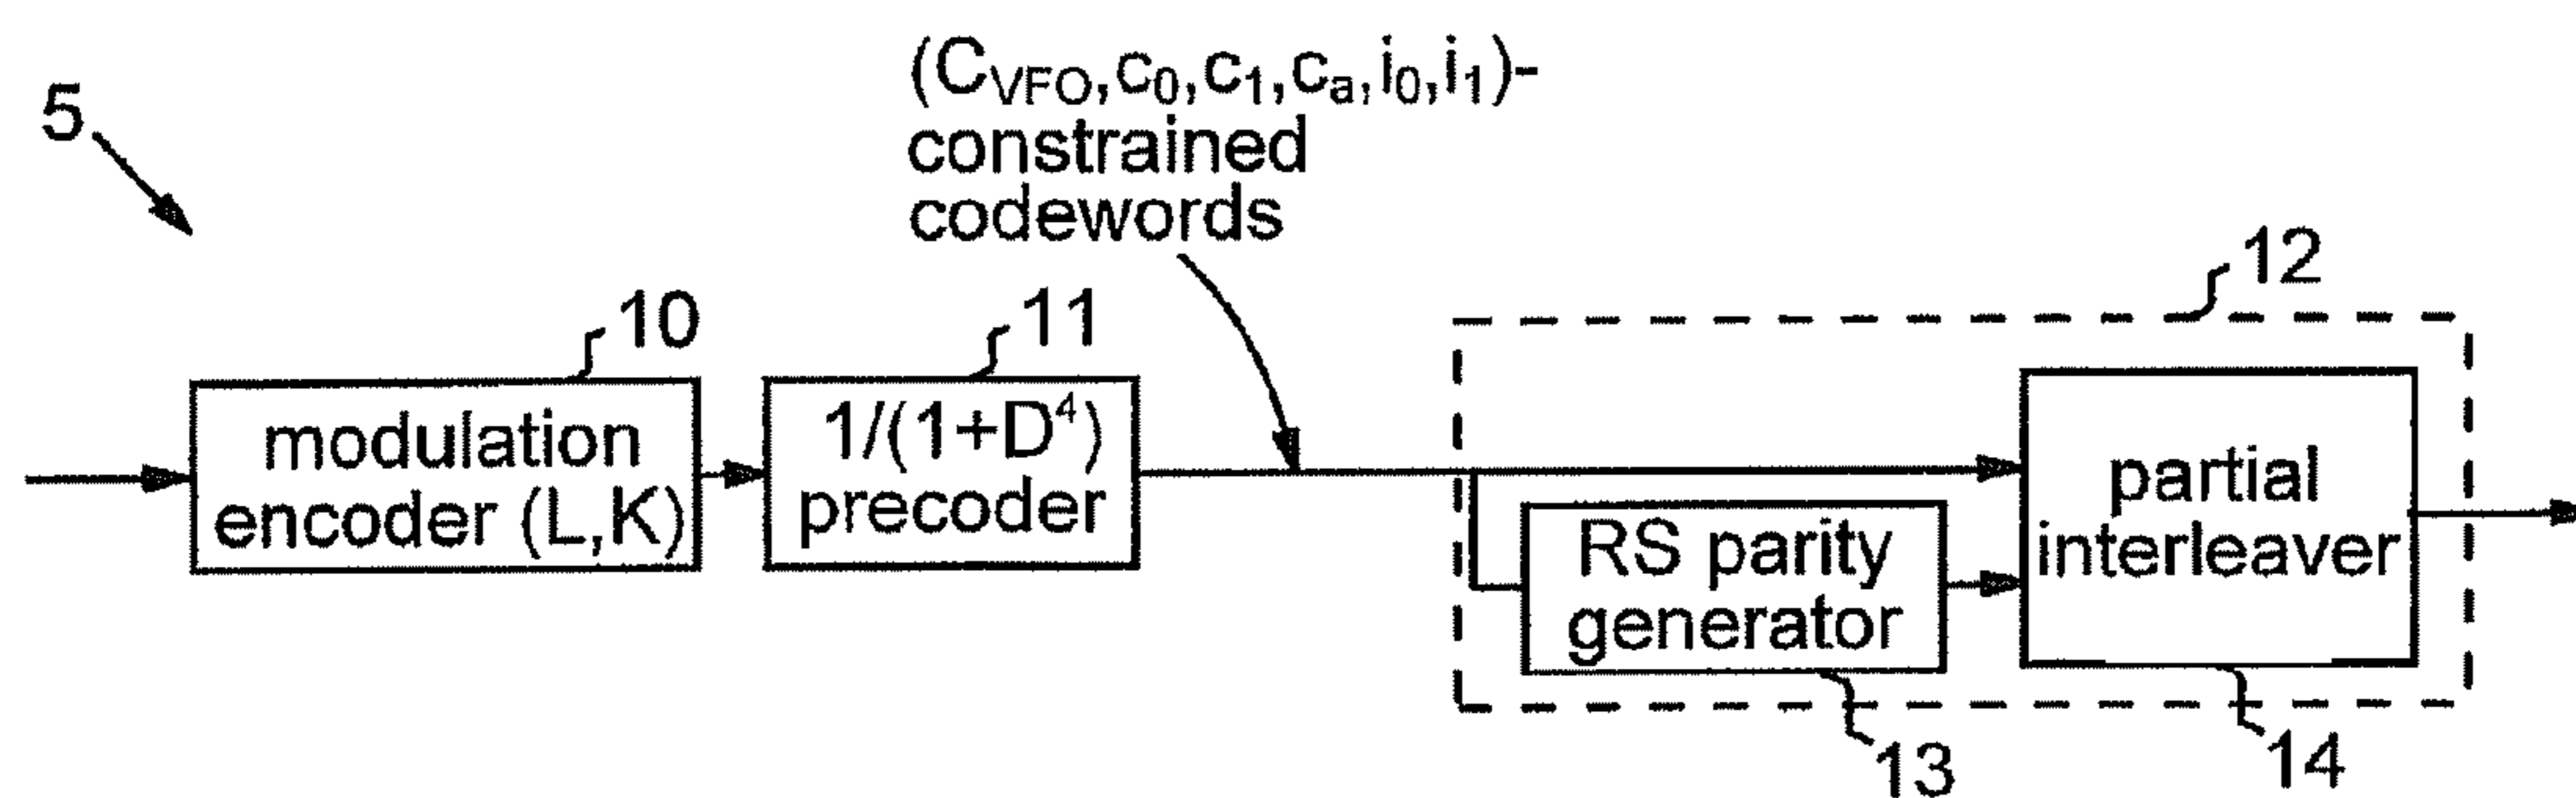 (C_VFO,c_0,c_1,c_a,i_0,i_1)-
constrained
codewords
5
12
10
11
modulation
encoder (L,K)
1/(1+D^4)
precoder
RS parity
generator
partial
interleaver
13
14